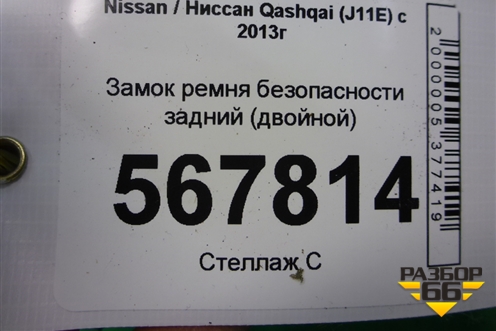 Nissan / Ниссан Qashqai (J11E) с
2013г
Замок ремня безопасности
задний (двойной)
567814
Стеллаж С
2000005377419
РАЗБОР
66